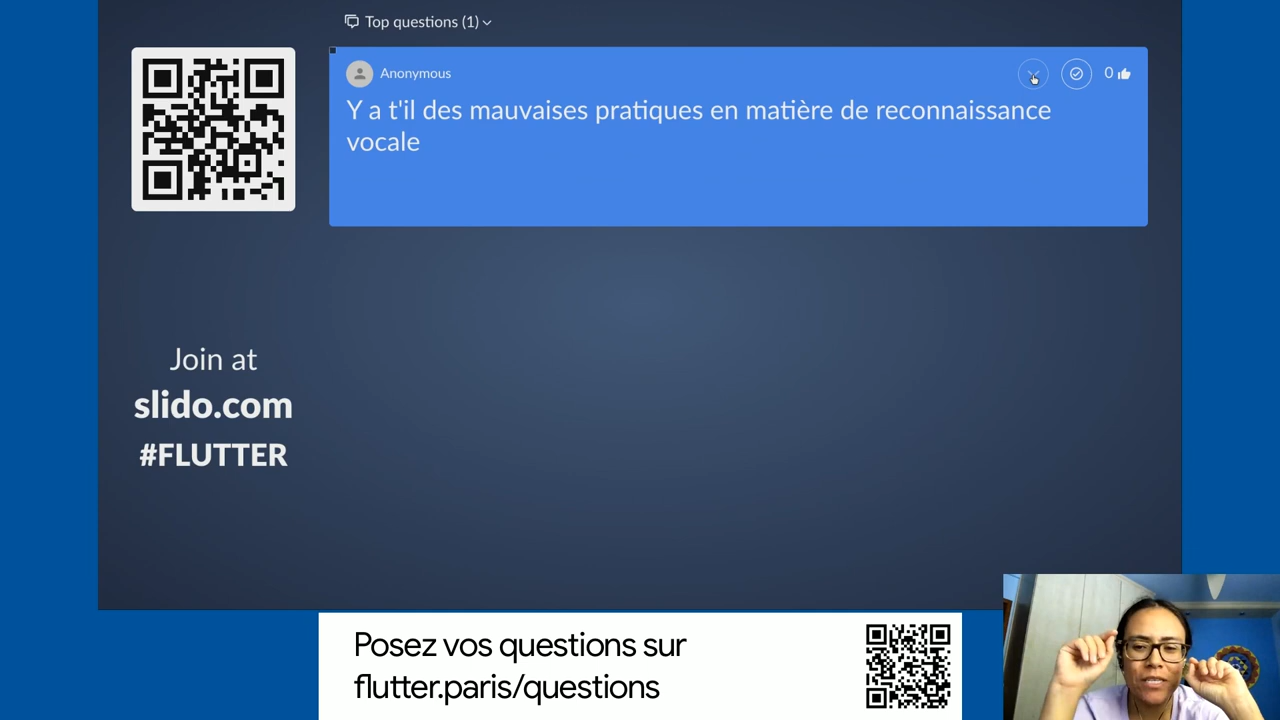 Top questions (1)
Anonymous
0
Y a t'il des mauvaises pratiques en matière de reconnaissance
vocale
Join at
slido.com
#FLUTTER
Posez vos questions sur
flutter.paris/questions